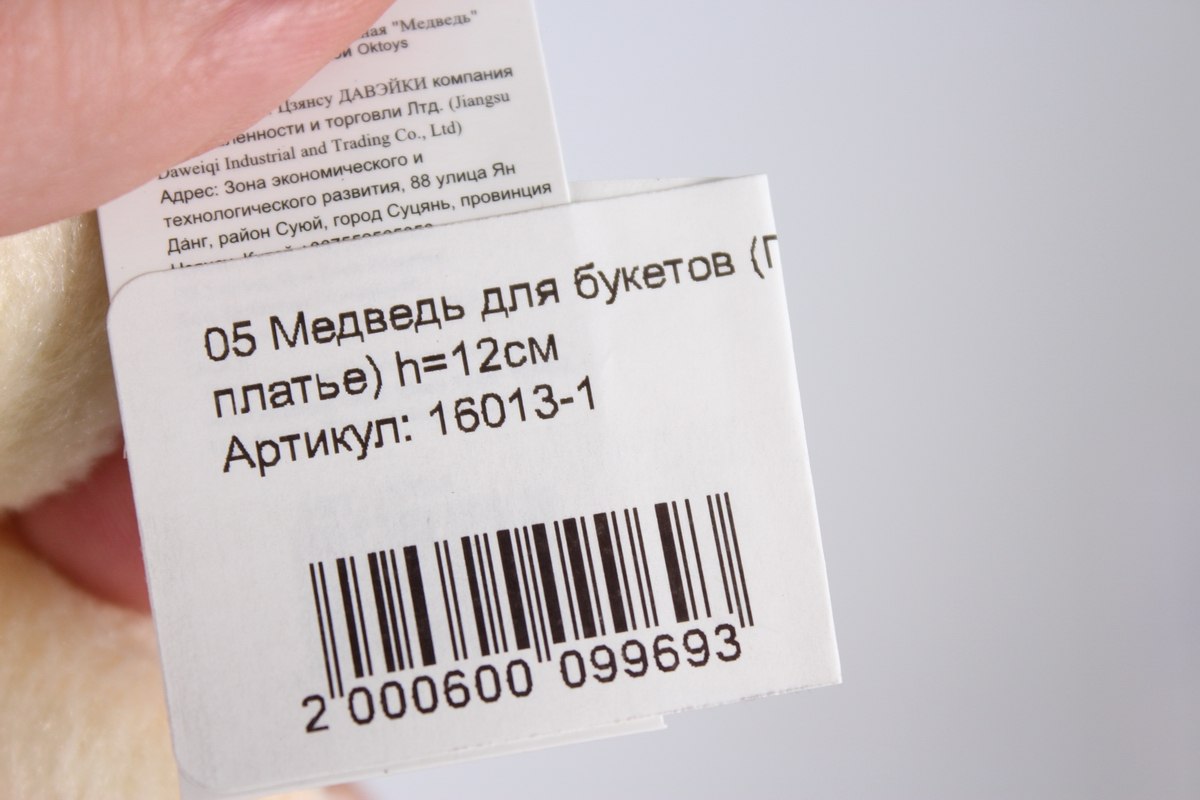 "Медведь"
Oktoys
Цзянсу ДАВЭЙКИ компания
и торговли Лтд. (Jiangsu
Daweiqi Industrial and Trading Co., Ltd)
Адрес: Зона экономического и
технологического развития, 88 улица Ян
Данг, район Суюй, город Суцянь, провинция
05 Медведь для букетов (П
платье) h=12см
Артикул: 16013-1
2 000600 099693